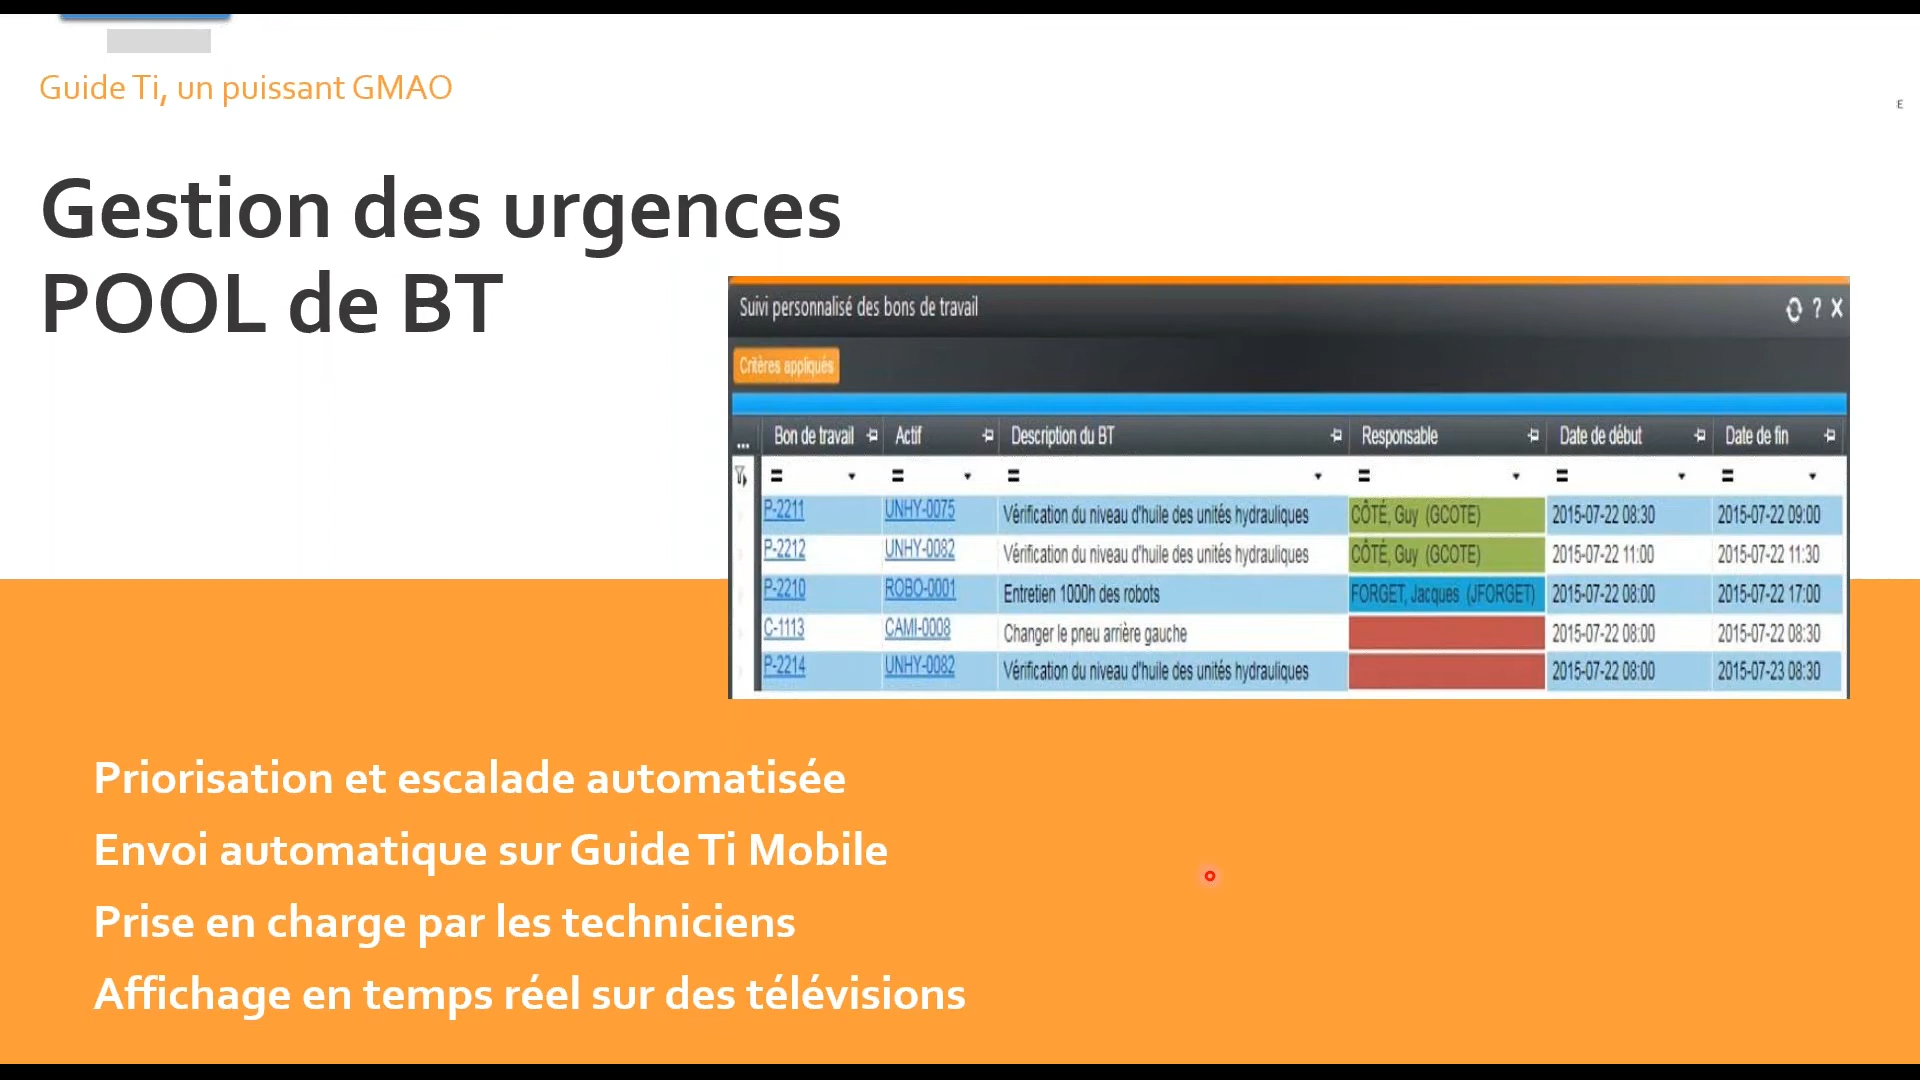 Guide Ti, un puissant GMAO
E
Gestion des urgences
POOL de BT
Suivi personnalisé des bons de travail
? X
Critères appliqués
... Bon de travail Actif Description du BT Responsable Date de début Date de fin
= = = = = =
P-2211 UNHY-0075 Vérification du niveau d'huile des unités hydrauliques CÔTÉ, Guy (GCOTE) 2015-07-22 08:30 2015-07-22 09:00
P-2212 UNHY-0082 Vérification du niveau d'huile des unités hydrauliques CÔTÉ, Guy (GCOTE) 2015-07-22 11:00 2015-07-22 11:30
P-2210 ROBO-0001 Entretien 1000h des robots FORGET, Jacques (JFORGET) 2015-07-22 08:00 2015-07-22 17:00
C-1113 CAMI-0008 Changer le pneu arrière gauche 2015-07-22 08:00 2015-07-22 08:30
P-2214 UNHY-0082 Vérification du niveau d'huile des unités hydrauliques 2015-07-22 08:00 2015-07-23 08:30
Priorisation et escalade automatisée
Envoi automatique sur Guide Ti Mobile
Prise en charge par les techniciens
Affichage en temps réel sur des télévisions